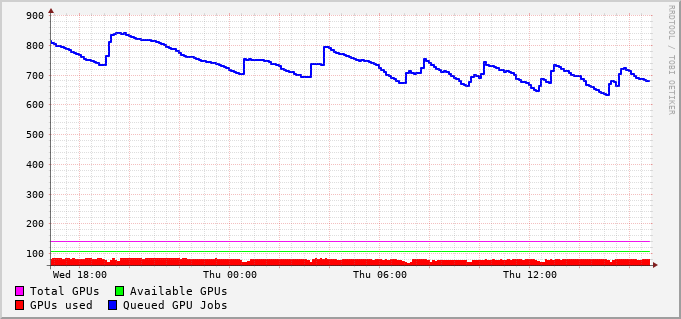 900
800
700
600
500
400
300
200
100
Wed 18:00 Thu 00:00 Thu 06:00 Thu 12:00
Total GPUs Available GPUs
GPUs used Queued GPU Jobs
RRDTOOL / TOBI OETIKER